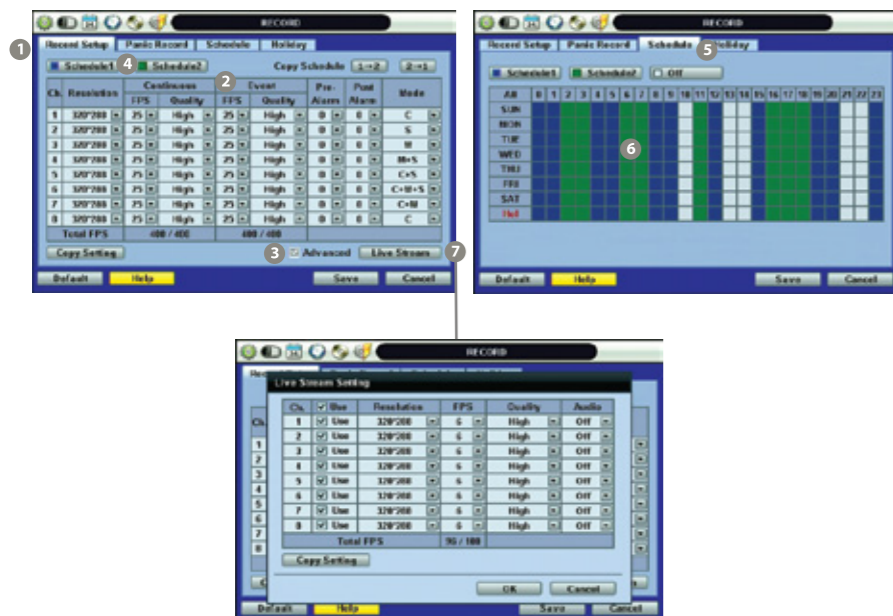 RECORD
1 Record Setup Panic Record Schedule Holiday
Schedule1 4 Schedule2 Copy Schedule 1→2 2→1
Ch. Resolution Continuous 2 Event Pre-Alarm Post Alarm Mode
FPS Quality FPS Quality
1 320*288 25 High 25 High 0 0 C
2 320*288 25 High 25 High 0 0 S
3 320*288 25 High 25 High 0 0 M
4 320*288 25 High 25 High 0 0 M+S
5 320*288 25 High 25 High 0 0 C+S
6 320*288 25 High 25 High 0 0 C+M+S
7 320*288 25 High 25 High 0 0 C+M
8 320*288 25 High 25 High 0 0 C
Total FPS 400 / 400 400 / 400
Copy Setting 3 Advanced Live Stream 7
Default Help Save Cancel
RECORD
Record Setup Panic Record Schedule 5 Holiday
Schedule1 Schedule2 Off
All 0 1 2 3 4 5 6 7 8 9 10 11 12 13 14 15 16 17 18 19 20 21 22 23
SUN
MON
TUE
WED 6
THU
FRI
SAT
Hol
Default Help Save Cancel
RECORD
Live Stream Setting
Ch. Use Resolution FPS Quality Audio
1 Use 320*288 6 High Off
2 Use 320*288 6 High Off
3 Use 320*288 6 High Off
4 Use 320*288 6 High Off
5 Use 320*288 6 High Off
6 Use 320*288 6 High Off
7 Use 320*288 6 High Off
8 Use 320*288 6 High Off
Total FPS 96 / 100
Copy Setting
OK Cancel
Default Help Save Cancel